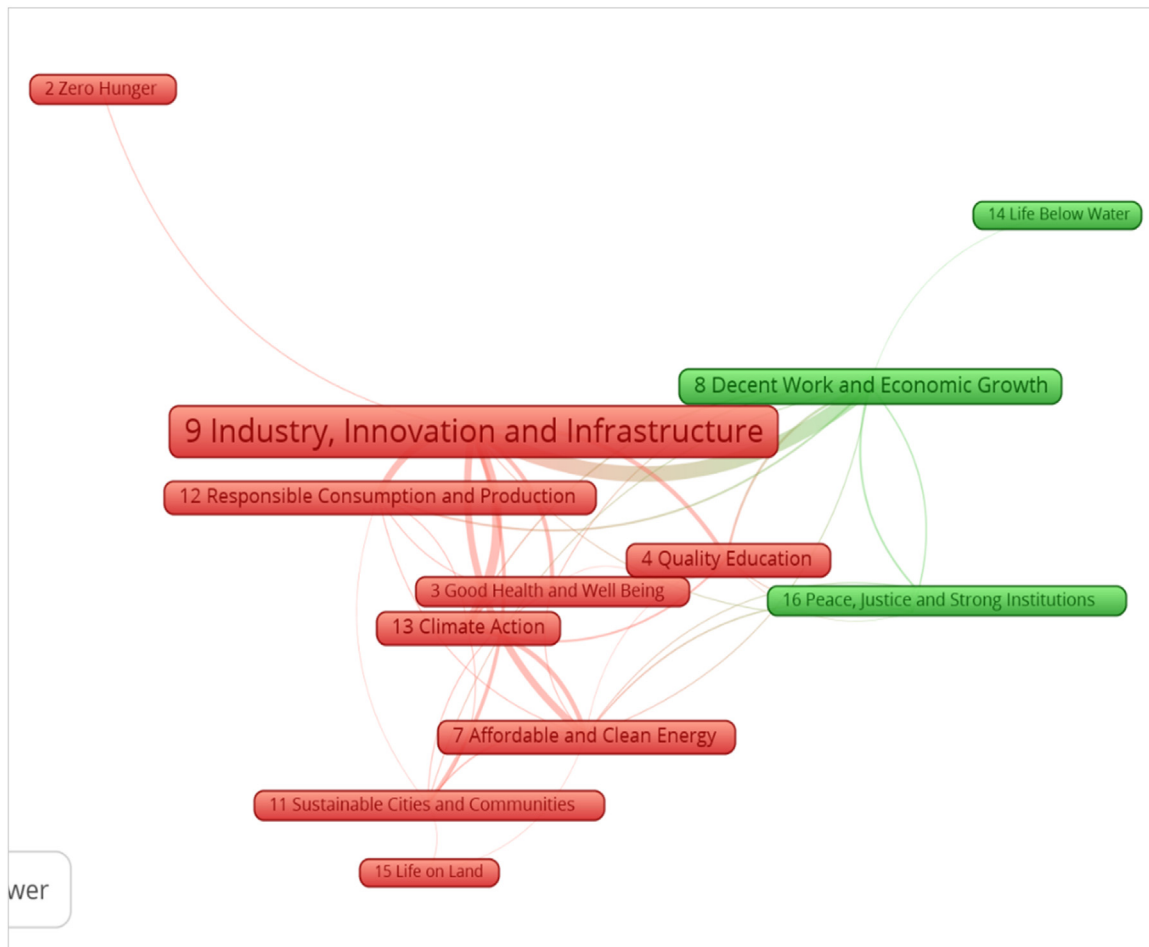 2 Zero Hunger
14 Life Below Water
8 Decent Work and Economic Growth
9 Industry, Innovation and Infrastructure
12 Responsible Consumption and Production
4 Quality Education
3 Good Health and Well Being
16 Peace, Justice and Strong Institutions
13 Climate Action
7 Affordable and Clean Energy
11 Sustainable Cities and Communities
15 Life on Land
wer